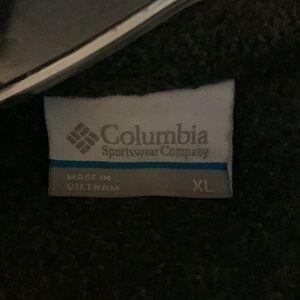 Columbia
Sportswear Company
MADE IN
VIETNAM
XL